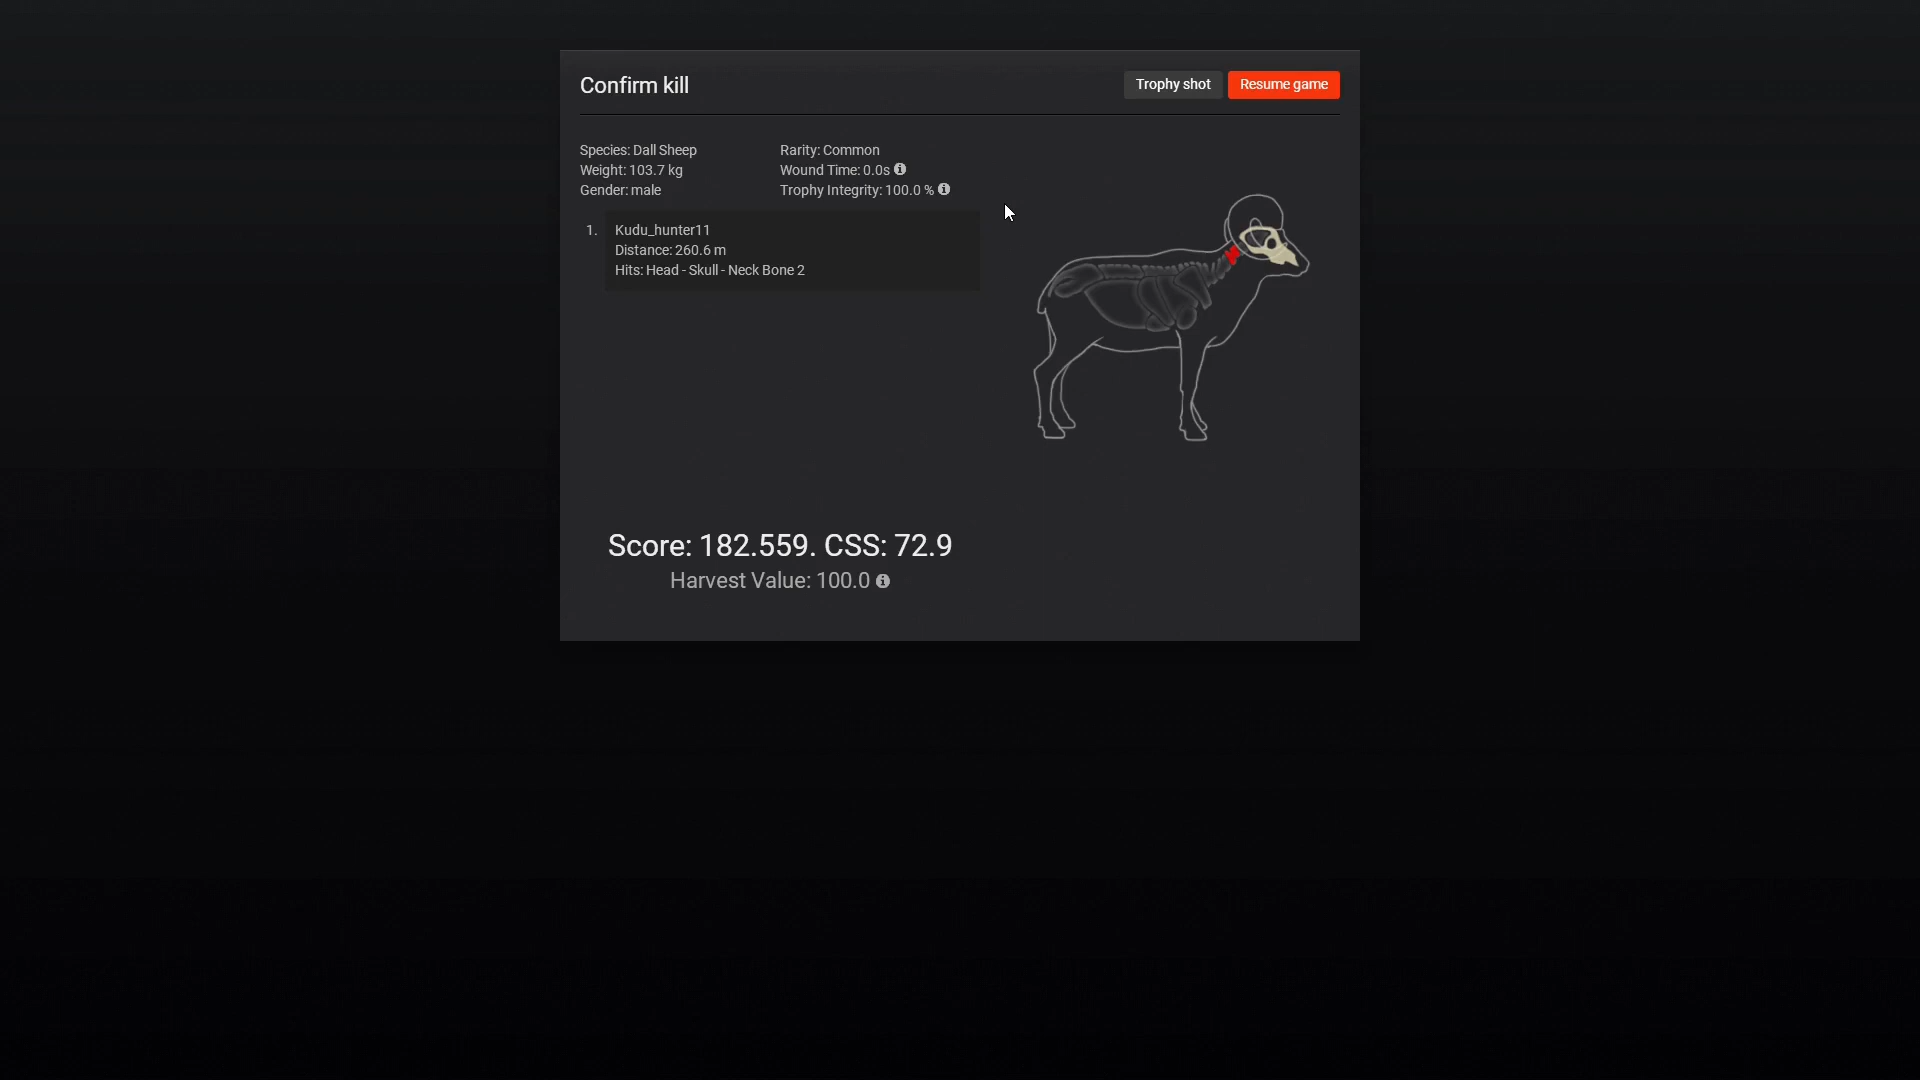 Confirm kill
Trophy shot
Resume game
Species: Dall Sheep
Weight: 103.7 kg
Gender: male
Rarity: Common
Wound Time: 0.0s
Trophy Integrity: 100.0 %
1.
Kudu_hunter11
Distance: 260.6 m
Hits: Head - Skull - Neck Bone 2
Score: 182.559. CSS: 72.9
Harvest Value: 100.0